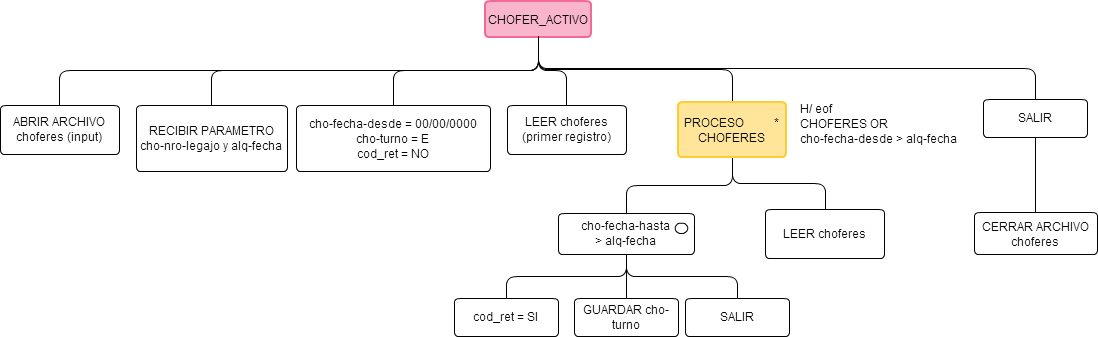 CHOFER_ACTIVO
ABRIR ARCHIVO
choferes (input)
RECIBIR PARAMETRO
cho-nro-legajo y alq-fecha
cho-fecha-desde = 00/00/0000
cho-turno = E
cod_ret = NO
LEER choferes
(primer registro)
PROCESO *
CHOFERES
H/ eof
CHOFERES OR
cho-fecha-desde > alq-fecha
SALIR
cho-fecha-hasta
> alq-fecha
LEER choferes
CERRAR ARCHIVO
choferes
cod_ret = SI
GUARDAR cho-
turno
SALIR